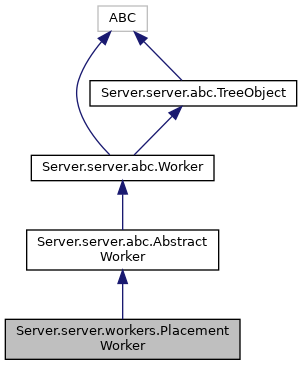 ABC
Server.server.abc.TreeObject
Server.server.abc.Worker
Server.server.abc.Abstract
Worker
Server.server.workers.Placement
Worker